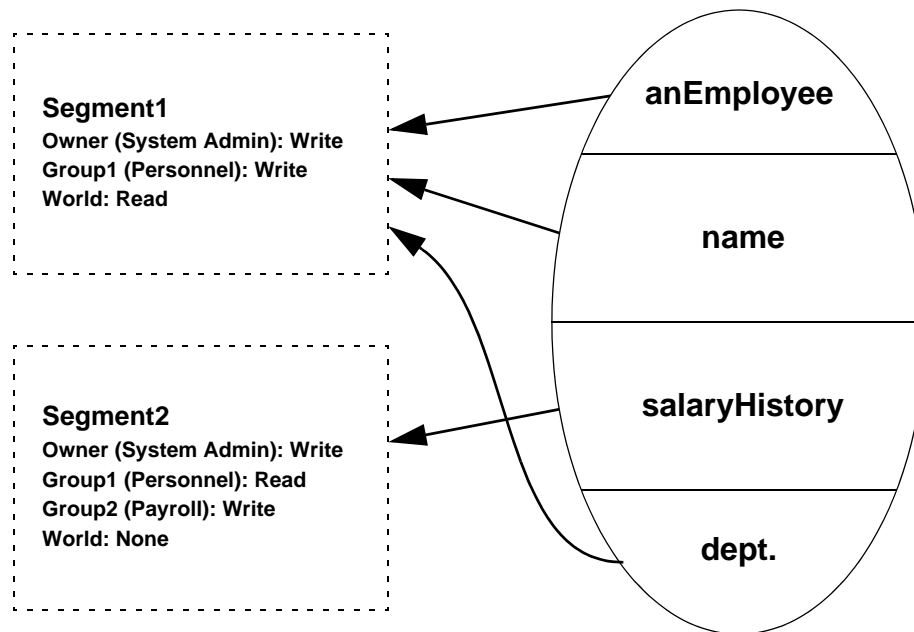 Segment1
Owner (System Admin): Write
Group1 (Personnel): Write
World: Read
Segment2
Owner (System Admin): Write
Group1 (Personnel): Read
Group2 (Payroll): Write
World: None
anEmployee
name
salaryHistory
dept.